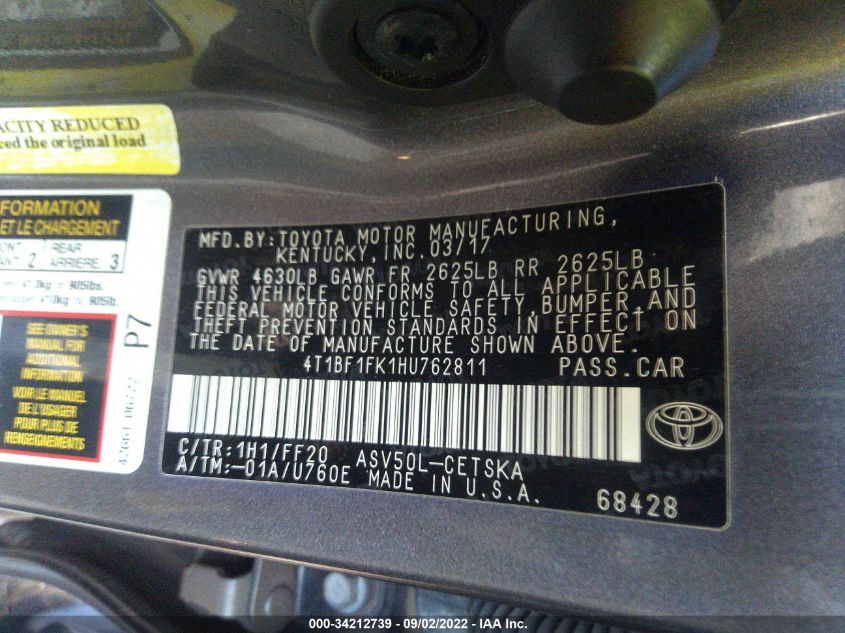 ACITY REDUCED
ced the original load
FORMATION
ET LE CHARGEMENT
ANT 2
REAR
ARRIERE 3
SEE OWNER'S
MANUAL FOR
ADDITIONAL
INFORMATION
VOIR LE MANUEL
DE L'USAGER
POUR PLUS DE
RENSEIGNEMENTS
P7
MFD.BY:TOYOTA MOTOR MANUFACTURING,
KENTUCKY,INC.03/17
GVWR 4630LB GAWR FR 2625LB RR 2625LB
THIS VEHICLE CONFORMS TO ALL APPLICABLE
FEDERAL MOTOR VEHICLE SAFETY,BUMPER,AND
THEFT PREVENTION STANDARDS IN EFFECT ON
THE DATE OF MANUFACTURE SHOWN ABOVE.
4T1BF1FK1HU762811 PASS.CAR
C/TR:1H1/FF20 ASV50L-CETSKA
A/TM:-01A/U760E MADE IN U.S.A.
68428
000-34212739 - 09/02/2022 - IAA Inc.